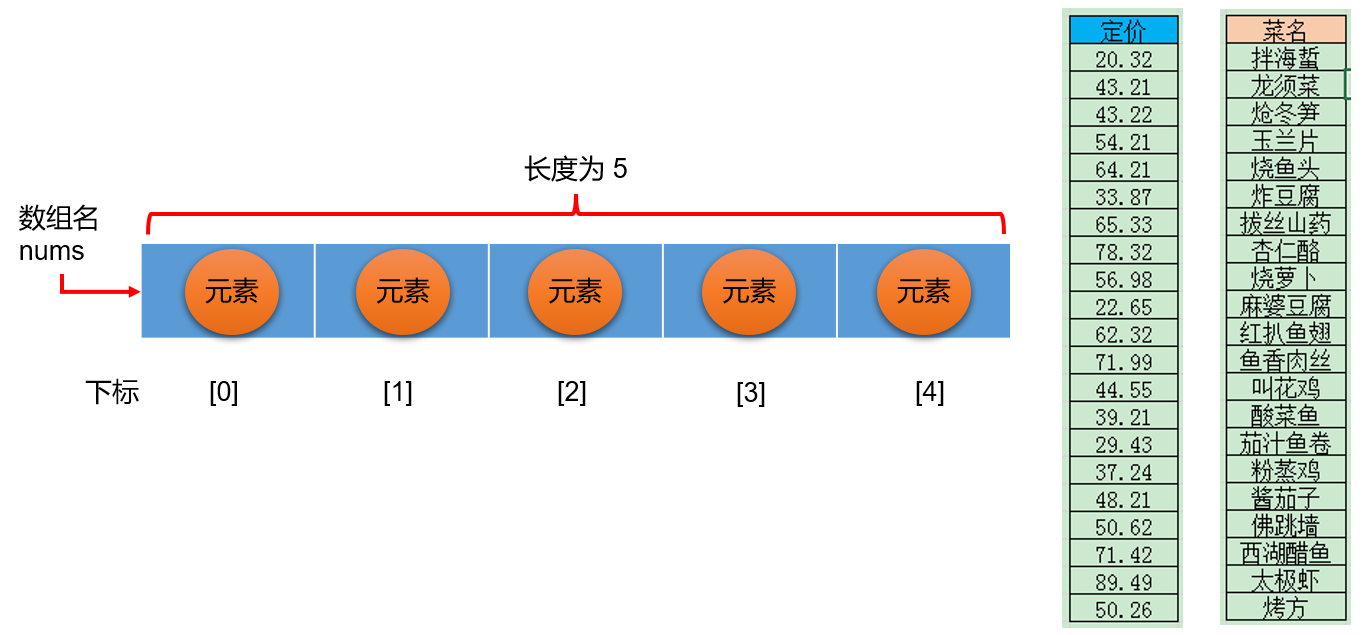 长度为 5
数组名
nums
元素 元素 元素 元素 元素
下标 [0] [1] [2] [3] [4]
定价
20.32
43.21
43.22
54.21
64.21
33.87
65.33
78.32
56.98
22.65
62.32
71.99
44.55
39.21
29.43
37.24
48.21
50.62
71.42
89.49
50.26
菜名
拌海蜇
龙须菜
炝冬笋
玉兰片
烧鱼头
炸豆腐
拔丝山药
杏仁酪
烧萝卜
麻婆豆腐
红扒鱼翅
鱼香肉丝
叫花鸡
酸菜鱼
茄汁鱼卷
粉蒸鸡
酱茄子
佛跳墙
西湖醋鱼
太极虾
烤方